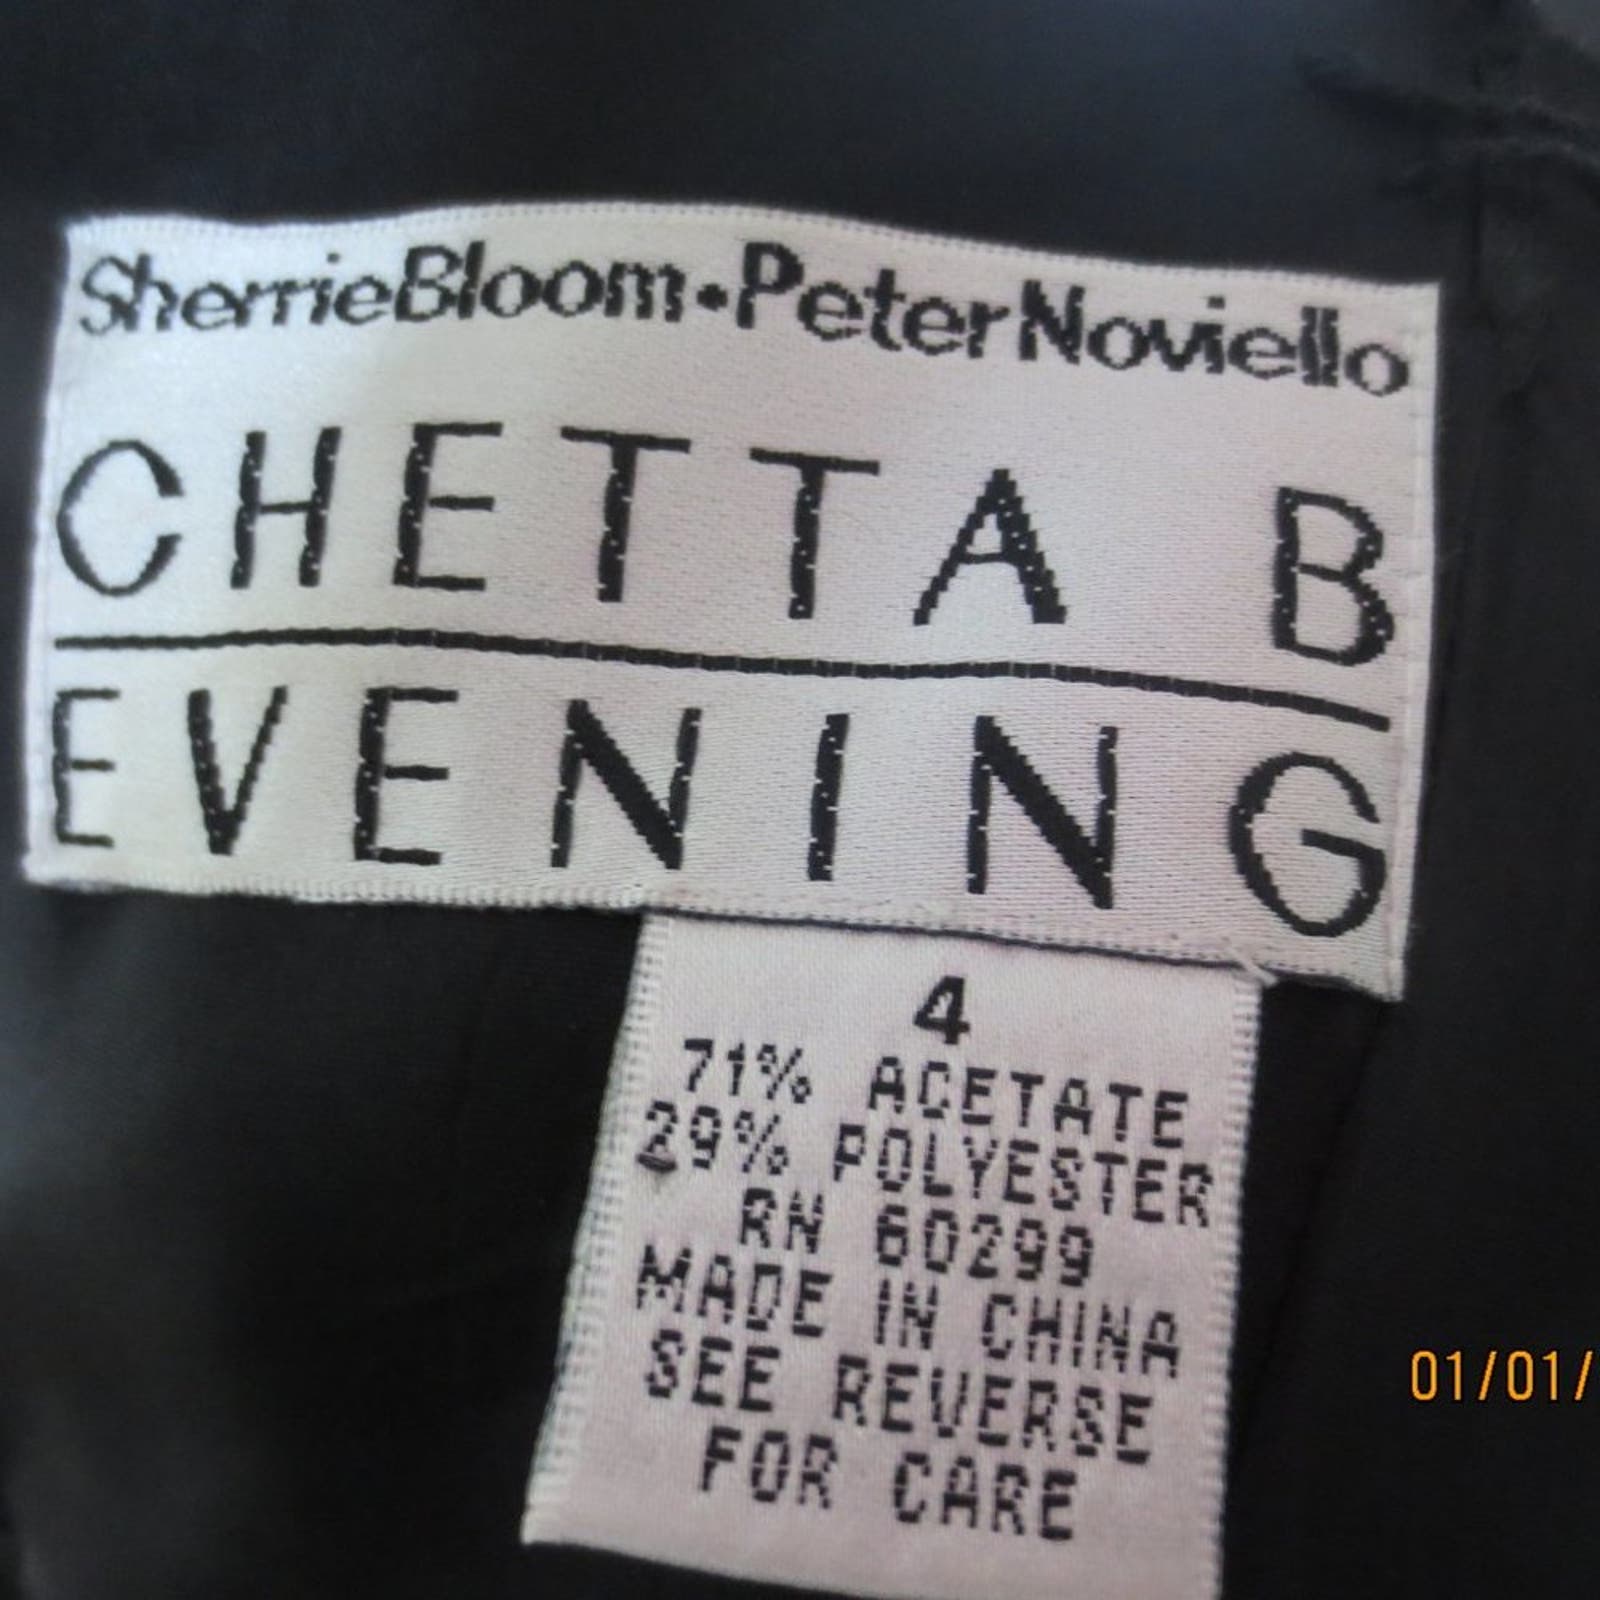 SherrieBloom•PeterNoviello
CHETTA B
EVENING
4
71% ACETATE
29% POLYESTER
RN 60299
MADE IN CHINA
SEE REVERSE
FOR CARE
01/01/